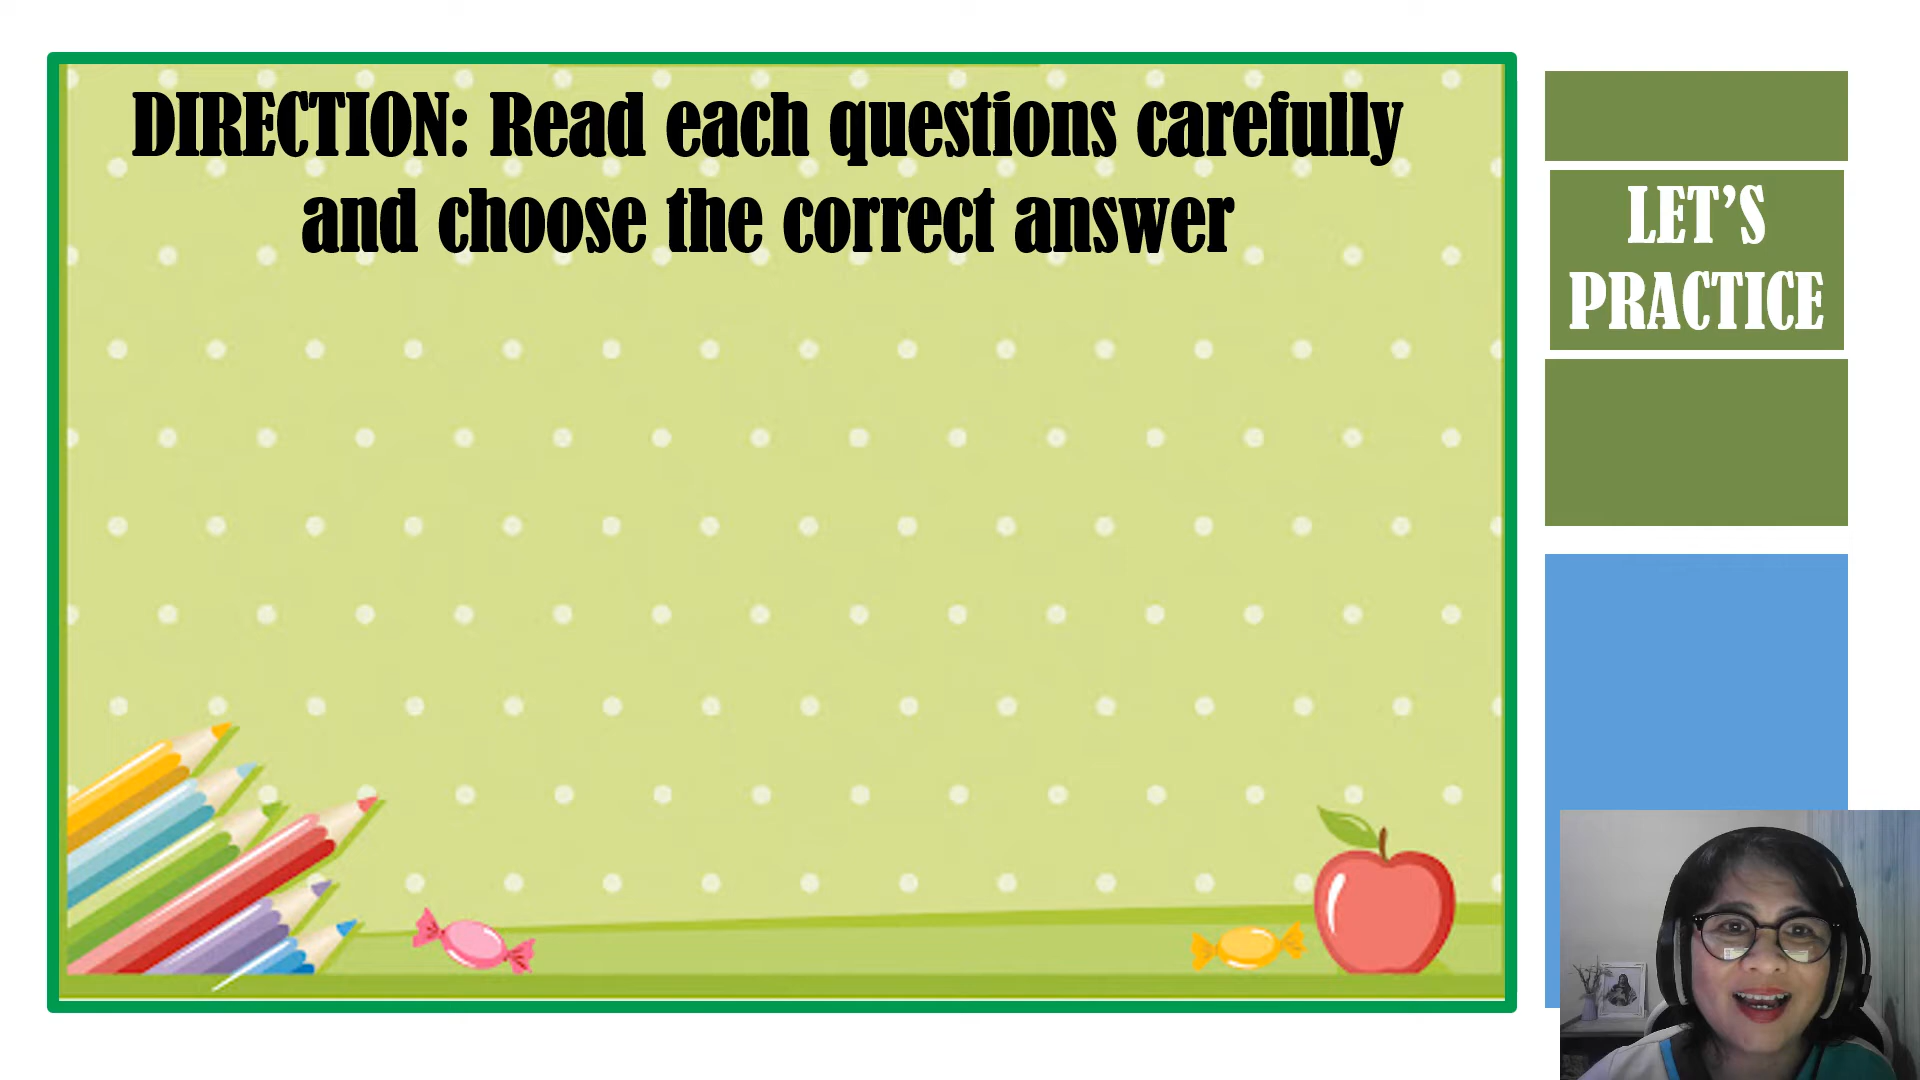 DIRECTION: Read each questions carefully
and choose the correct answer
LET’S
PRACTICE